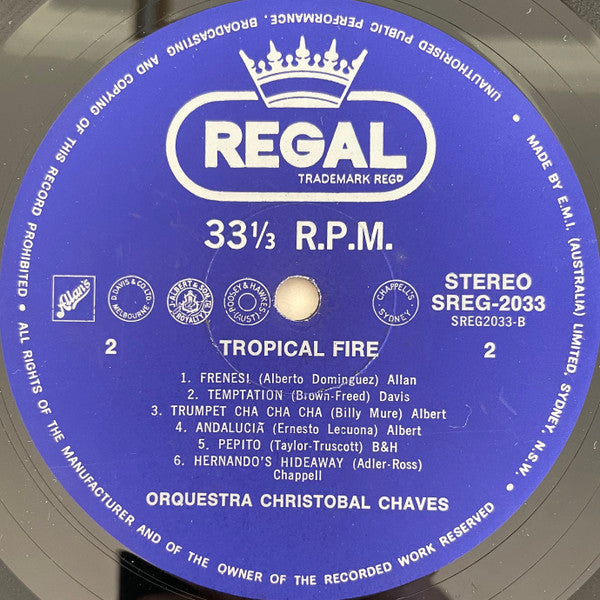 REGAL
TRADEMARK REGD
33⅓ R.P.M.
Allan's
D. DAVIS & CO. LTD. MELBOURNE
J. ALBERT & SON PTY. LTD. ROYALTY
BOOSEY & HAWKES (AUST)
CHAPPELL'S SYDNEY
STEREO
SREG-2033
SREG2033-B
2
TROPICAL FIRE
2
1. FRENESI (Alberto Dominguez) Allan
2. TEMPTATION (Brown-Freed) Davis
3. TRUMPET CHA CHA CHA (Billy Mure) Albert
4. ANDALUCIA (Ernesto Lecuona) Albert
5. PEPITO (Taylor-Truscott) B&H
6. HERNANDO'S HIDEAWAY (Adler-Ross)
Chappell
ORQUESTRA CHRISTOBAL CHAVES
• MADE BY E.M.I. (AUSTRALIA) LIMITED, SYDNEY, N.S.W. • ALL RIGHTS OF THE MANUFACTURER AND OF THE OWNER OF THE RECORDED WORK RESERVED • UNAUTHORISED PUBLIC PERFORMANCE, BROADCASTING AND COPYING OF THIS RECORD PROHIBITED